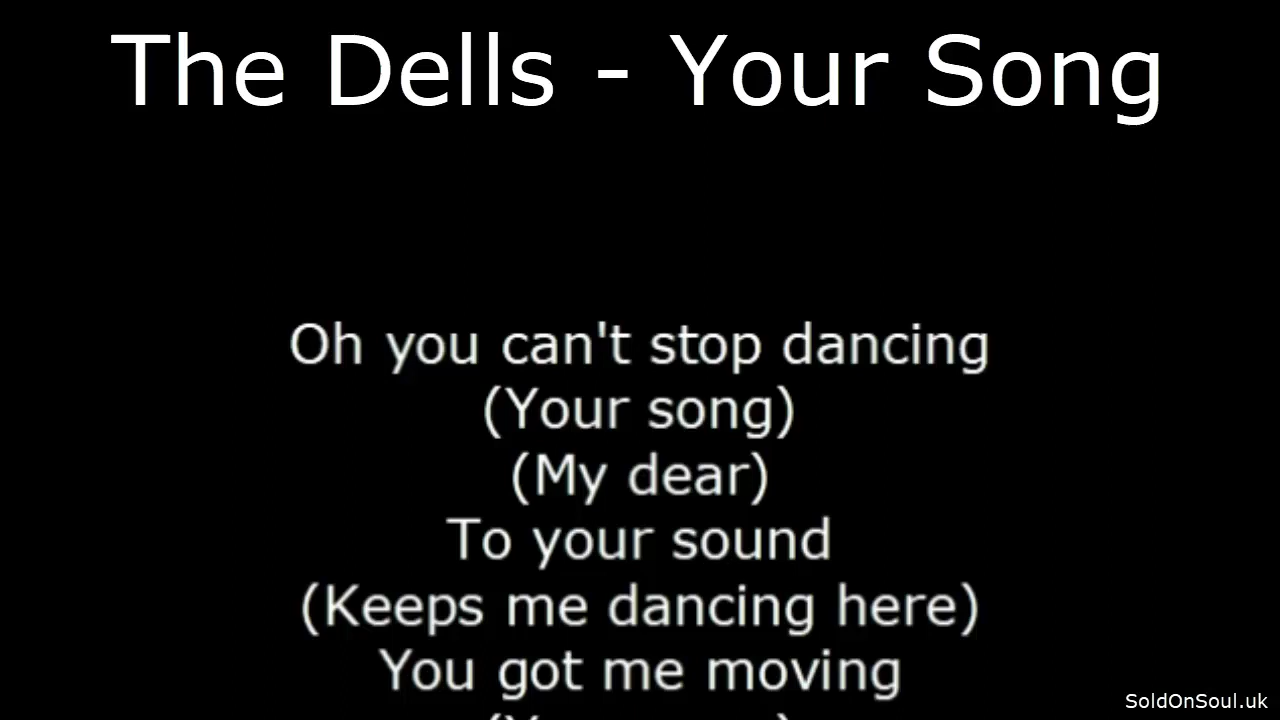 The Dells - Your Song
Oh you can't stop dancing
(Your song)
(My dear)
To your sound
(Keeps me dancing here)
You got me moving
SoldOnSoul.uk